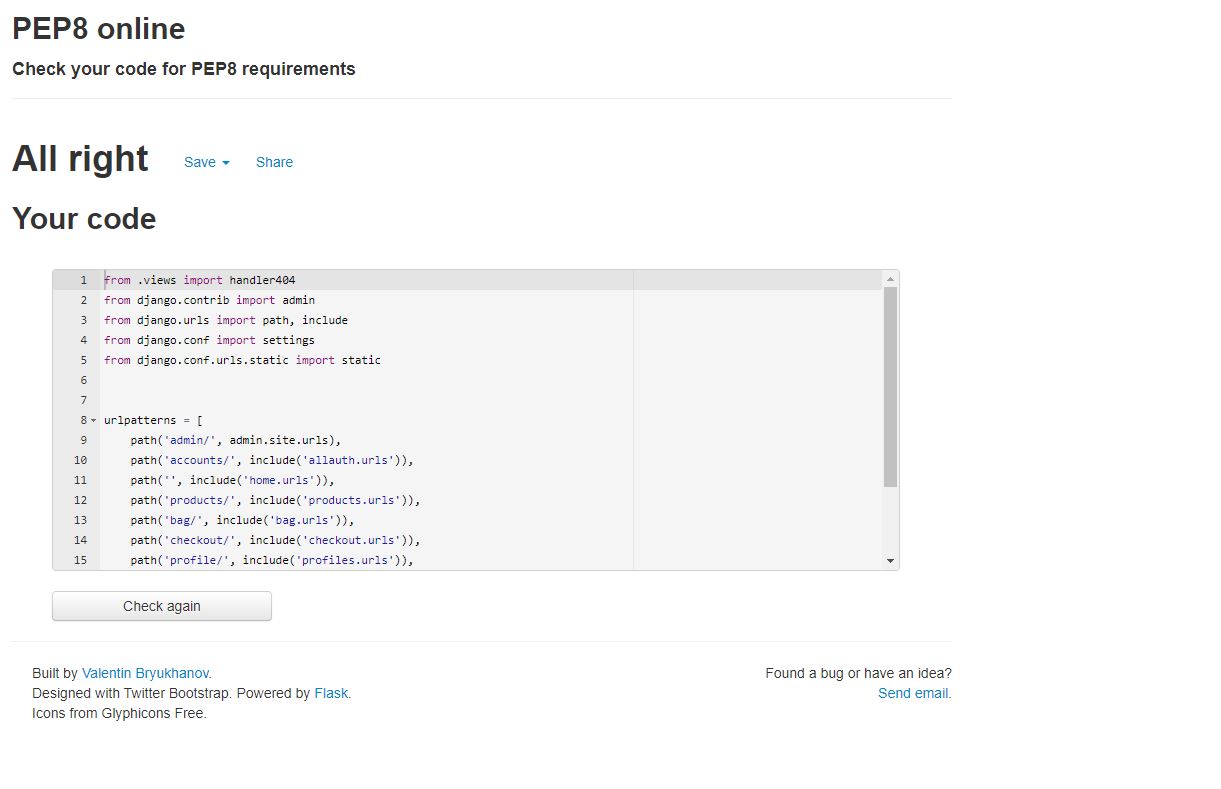 PEP8 online
Check your code for PEP8 requirements
All right Save Share
Your code
1 from .views import handler404
2 from django.contrib import admin
3 from django.urls import path, include
4 from django.conf import settings
5 from django.conf.urls.static import static
6
7
8 urlpatterns = [
9 path('admin/', admin.site.urls),
10 path('accounts/', include('allauth.urls')),
11 path('', include('home.urls')),
12 path('products/', include('products.urls')),
13 path('bag/', include('bag.urls')),
14 path('checkout/', include('checkout.urls')),
15 path('profile/', include('profiles.urls')),
Check again
Built by Valentin Bryukhanov.
Designed with Twitter Bootstrap. Powered by Flask.
Icons from Glyphicons Free.
Found a bug or have an idea?
Send email.